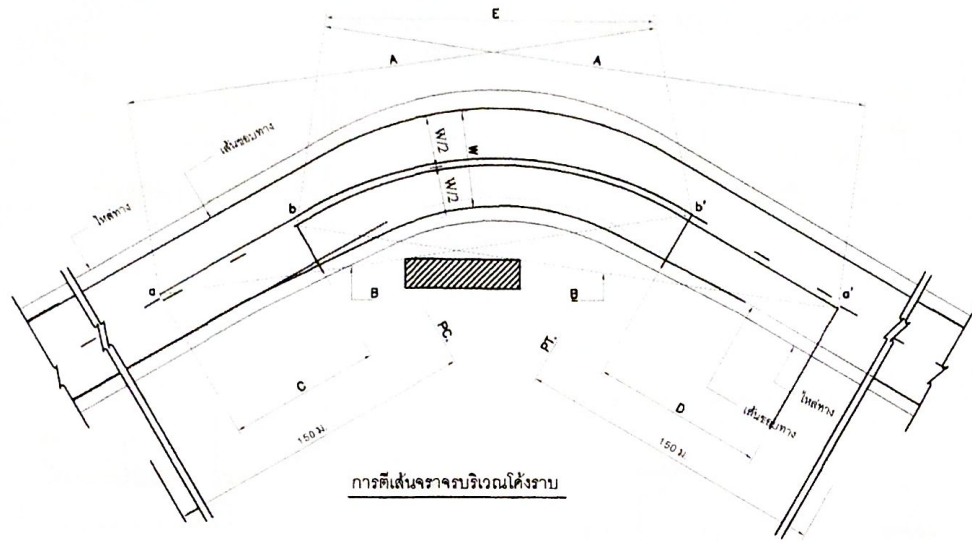 E
A
A
เส้นขอบทาง
W/2
W
W/2
ไหล่ทาง
b
b'
a
a'
B
B
P.C.
P.T.
C
D
ไหล่ทาง
เส้นขอบทาง
150 ม.
150 ม.
การตีเส้นจราจรบริเวณโค้งราบ